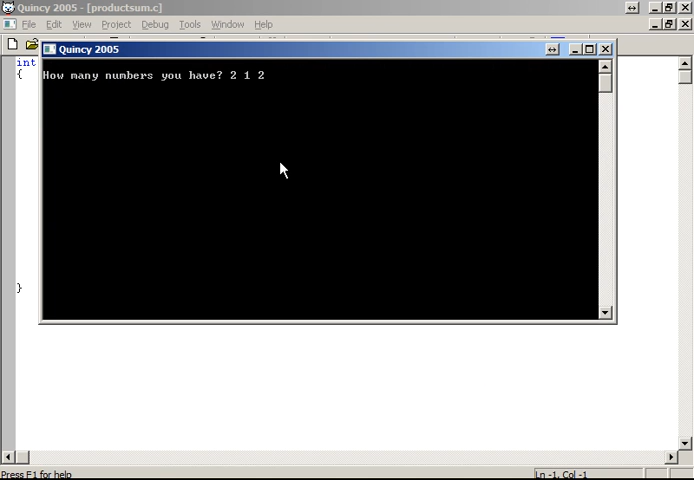 Quincy 2005 - [productsum.c]
File Edit View Project Debug Tools Window Help
Quincy 2005
int
{
How many numbers you have? 2 1 2
}
Press F1 for help
Ln -1, Col -1